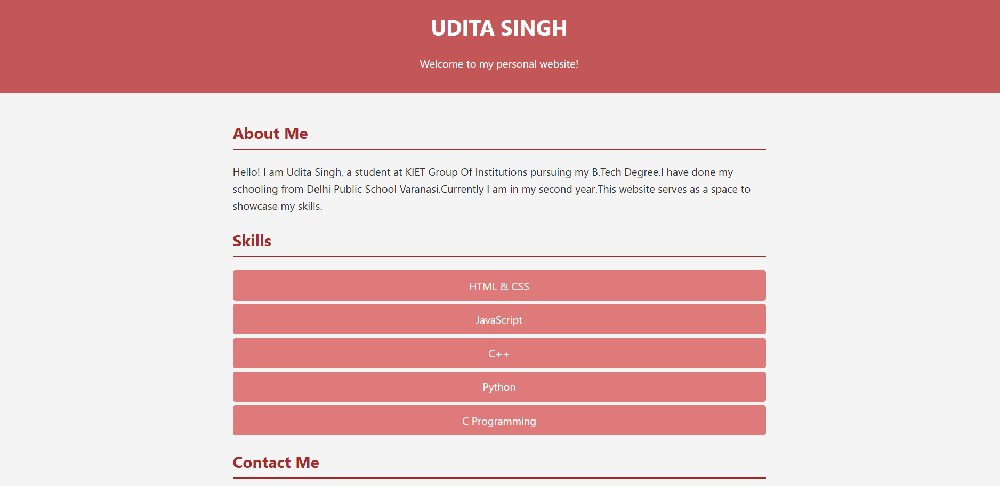 UDITA SINGH
Welcome to my personal website!
About Me
Hello! I am Udita Singh, a student at KIET Group Of Institutions pursuing my B.Tech Degree.I have done my
schooling from Delhi Public School Varanasi.Currently I am in my second year.This website serves as a space to
showcase my skills.
Skills
HTML & CSS
JavaScript
C++
Python
C Programming
Contact Me